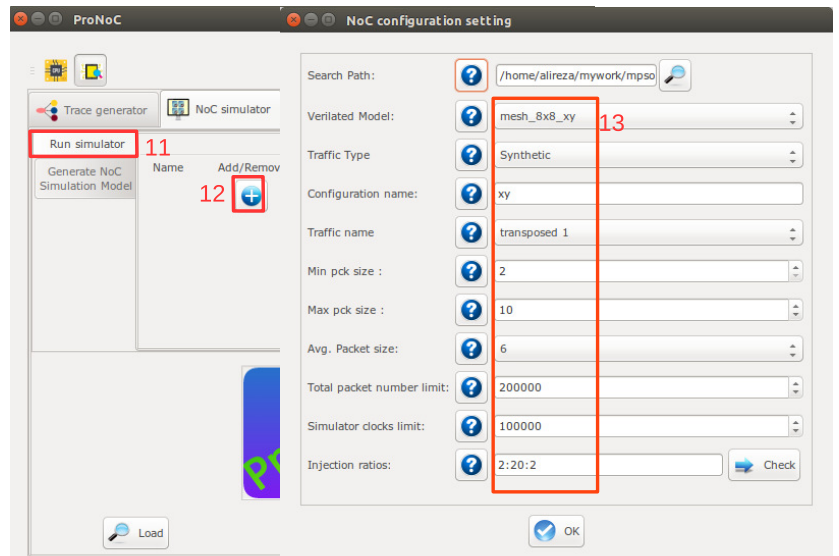 ProNoC
Trace generator
NoC simulator
Run simulator
11
Generate NoC
Simulation Model
Name
Add/Remov
12
Pr
Load
NoC configuration setting
Search Path:
/home/alireza/mywork/mpso
Verilated Model:
mesh_8x8_xy
13
Traffic Type
Synthetic
Configuration name:
xy
Traffic name
transposed 1
Min pck size :
2
Max pck size :
10
Avg. Packet size:
6
Total packet number limit:
200000
Simulator clocks limit:
100000
Injection ratios:
2:20:2
Check
OK